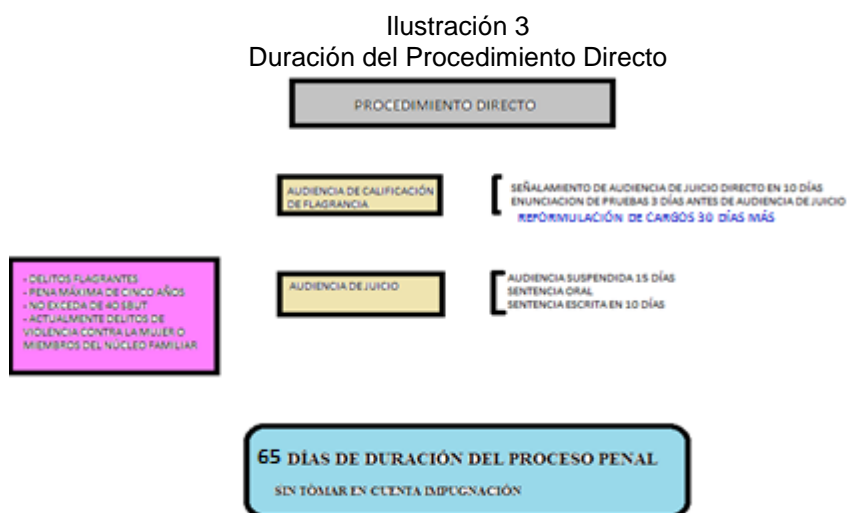 Ilustración 3
Duración del Procedimiento Directo
PROCEDIMIENTO DIRECTO
AUDIENCIA DE CALIFICACIÓN
DE FLAGRANCIA
SEÑALAMIENTO DE AUDIENCIA DE JUICIO DIRECTO EN 10 DÍAS
ENUNCIACION DE PRUEBAS 3 DÍAS ANTES DE AUDIENCIA DE JUICIO
REFORMULACIÓN DE CARGOS 30 DÍAS MÁS
- DELITOS FLAGRANTES
- PENA MÁXIMA DE CINCO AÑOS
- NO EXCEDA DE 40 SBUT
- ACTUALMENTE DELITOS DE
VIOLENCIA CONTRA LA MUJER O
MIEMBROS DEL NÚCLEO FAMILIAR
AUDIENCIA DE JUICIO
AUDIENCIA SUSPENDIDA 15 DÍAS
SENTENCIA ORAL
SENTENCIA ESCRITA EN 10 DÍAS
65 DÍAS DE DURACIÓN DEL PROCESO PENAL
SIN TOMAR EN CUENTA IMPUGNACIÓN